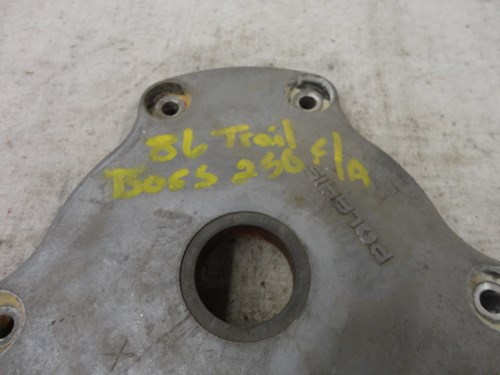 86 Trail
Boss 250 f/A
POLARIS